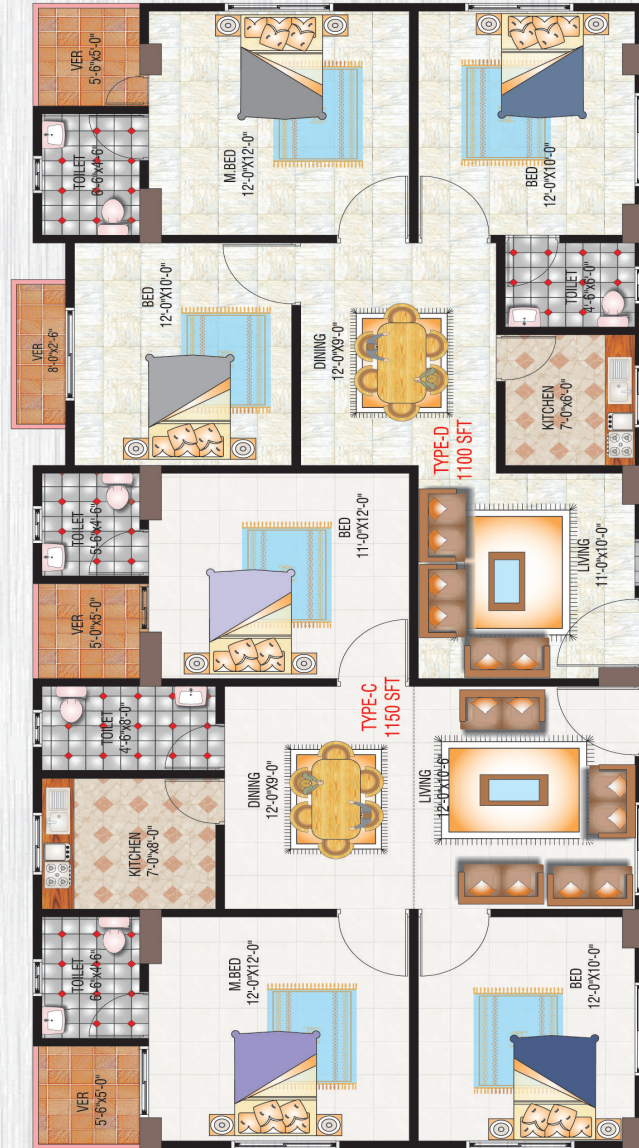 VER
5'-6"x5'-0"
TOILET
6'-6"x4'-6"
M.BED
12'-0"X12'-0"
BED
12'-0"X10'-0"
VER
8'-0"x2'-6"
BED
12'-0"X10'-0"
DINING
12'-0"X9'-0"
TOILET
4'-6"x6'-0"
KITCHEN
7'-0"x6'-0"
TYPE-D
1100 SFT
TOILET
5'-6"x4'-6"
VER
5'-0"x5'-0"
BED
11'-0"X12'-0"
LIVING
11'-0"x10'-0"
TOILET
4'-6"x8'-0"
TYPE-C
1150 SFT
KITCHEN
7'-0"x8'-0"
DINING
12'-0"X9'-0"
LIVING
12'-0"X10'-6"
TOILET
6'-6"x4'-6"
VER
5'-6"x5'-0"
M.BED
12'-0"X12'-0"
BED
12'-0"X10'-0"